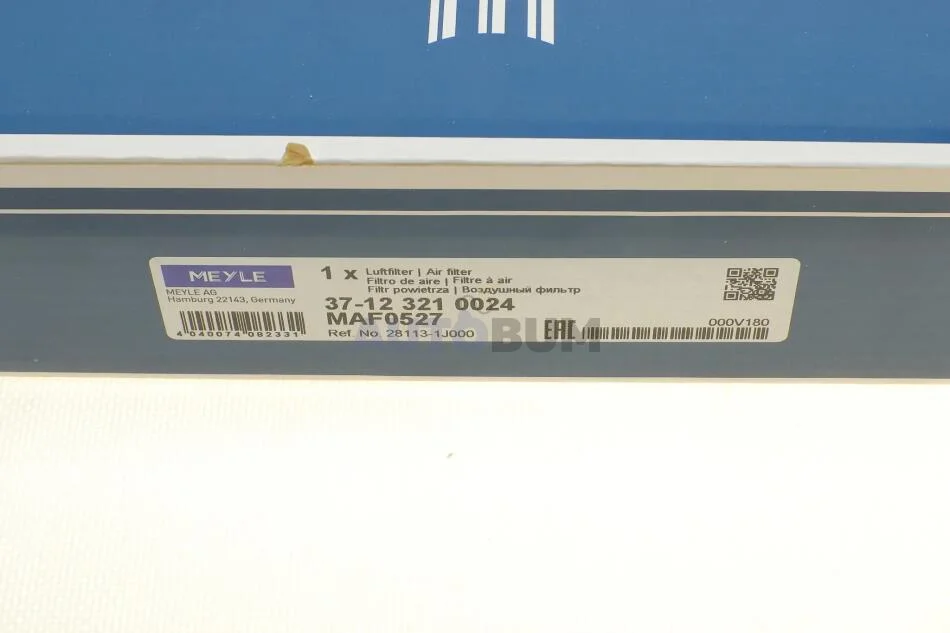 MEYLE
MEYLE AG
Hamburg 22143, Germany
4 040074 082331
1 x Luftfilter | Air filter
Filtro de aire | Filtre à air
Filtr powietrza | Воздушный фильтр
37-12 321 0024
MAF0527
Ref. No. 28113-1J000
EAC
000V180
AUTOBUM